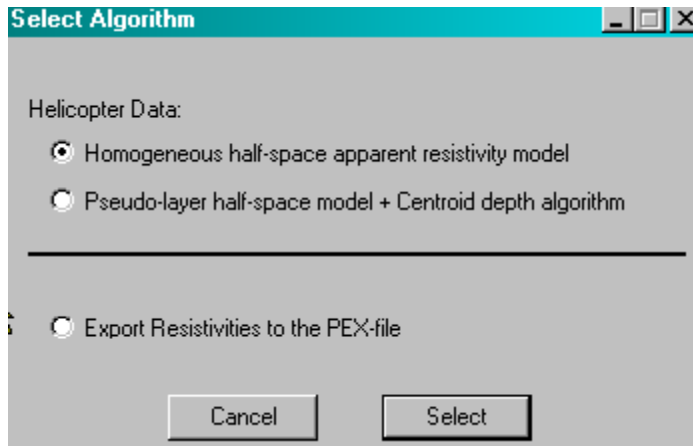 Select Algorithm
Helicopter Data:
Homogeneous half-space apparent resistivity model
Pseudo-layer half-space model + Centroid depth algorithm
Export Resistivities to the PEX-file
Cancel Select